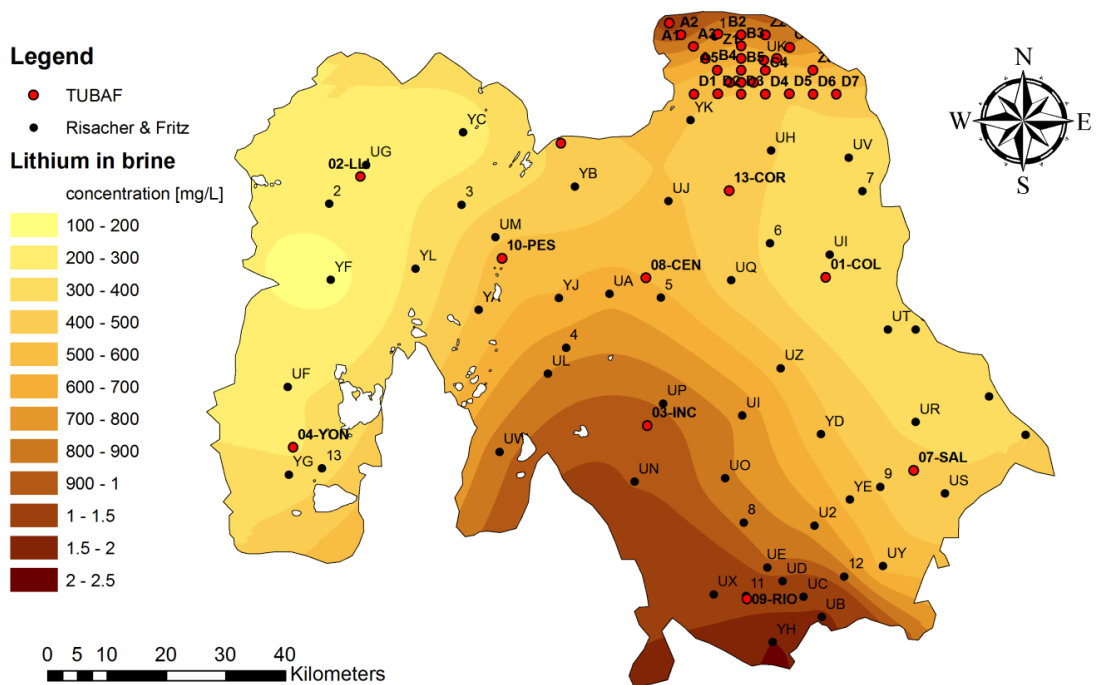 Legend
TUBAF
Risacher & Fritz
Lithium in brine
concentration [mg/L]
100 - 200
200 - 300
300 - 400
400 - 500
500 - 600
600 - 700
700 - 800
800 - 900
900 - 1
1 - 1.5
1.5 - 2
2 - 2.5
0 5 10 20 30 40
Kilometers
N
W E
S
A2 1 B2
A1 A3 Z1 B3
UK
A5 B4 B5 C4
D1 D4 D5 D6 D7
YK
YC
UH
UV
UG
02-LLI
YB
13-COR
7
2
3
UJ
UM
6
10-PES
UI
YL
08-CEN
01-COL
YF
UQ
YJ
UA
5
YA
UT
4
UL
UZ
UF
UP
03-INC
UI
UR
04-YON
YD
UW
YG
13
07-SAL
UN
UO
9
YE
US
8
U2
UE
UY
UD
12
UX
11
UC
09-RIO
UB
YH